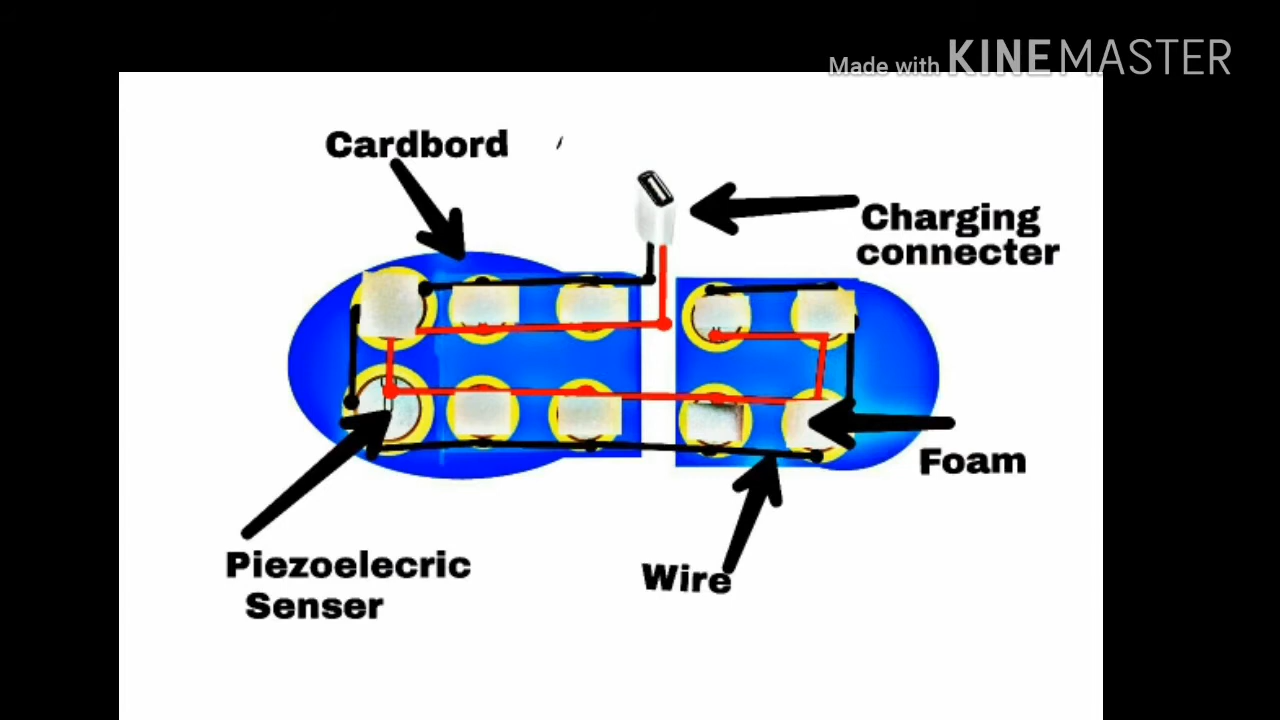 Made with KINEMASTER
Cardbord
Charging
connecter
Foam
Piezoelecric
Senser
Wire